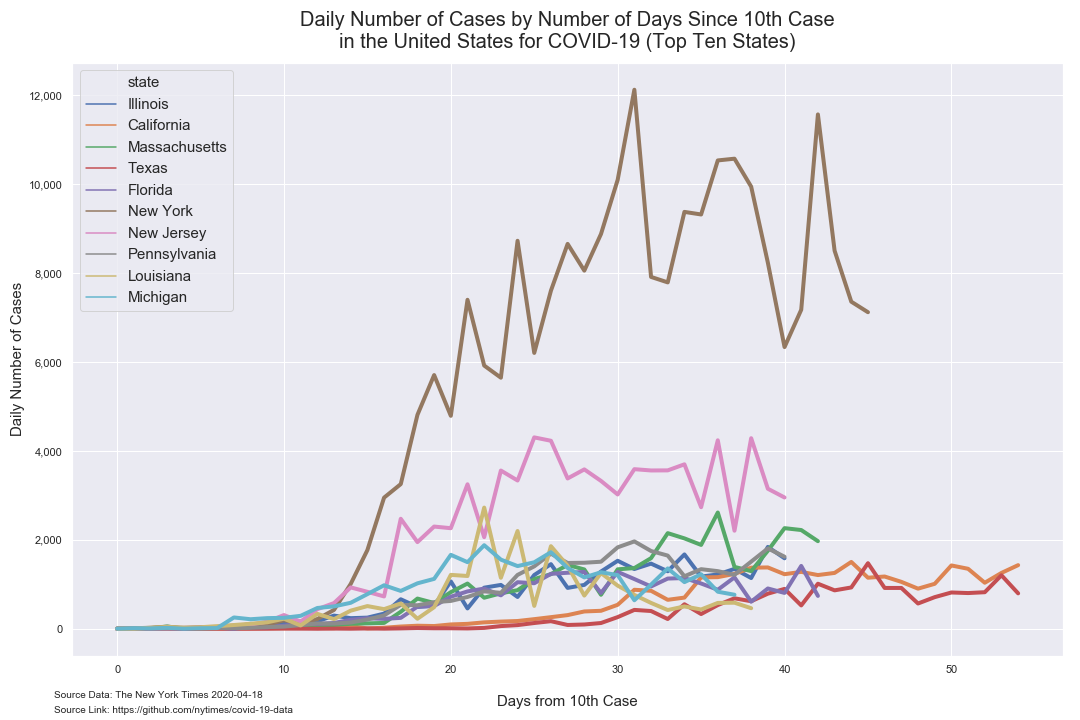 Daily Number of Cases by Number of Days Since 10th Case
in the United States for COVID-19 (Top Ten States)
state
Illinois
California
Massachusetts
Texas
Florida
New York
New Jersey
Pennsylvania
Louisiana
Michigan
Daily Number of Cases
12,000
10,000
8,000
6,000
4,000
2,000
0
0 10 20 30 40 50
Days from 10th Case
Source Data: The New York Times 2020-04-18
Source Link: https://github.com/nytimes/covid-19-data